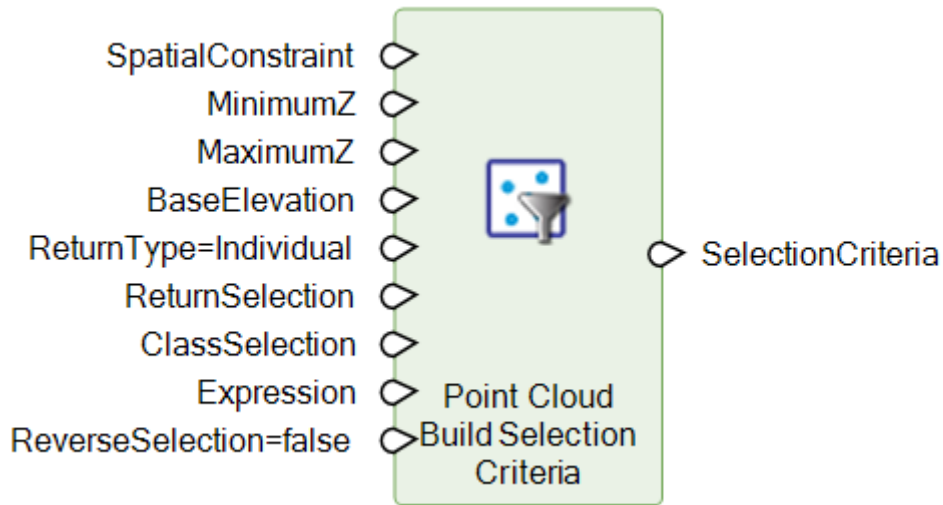 SpatialConstraint
MinimumZ
MaximumZ
BaseElevation
ReturnType=Individual
ReturnSelection
ClassSelection
Expression
ReverseSelection=false
Point Cloud
Build Selection
Criteria
SelectionCriteria